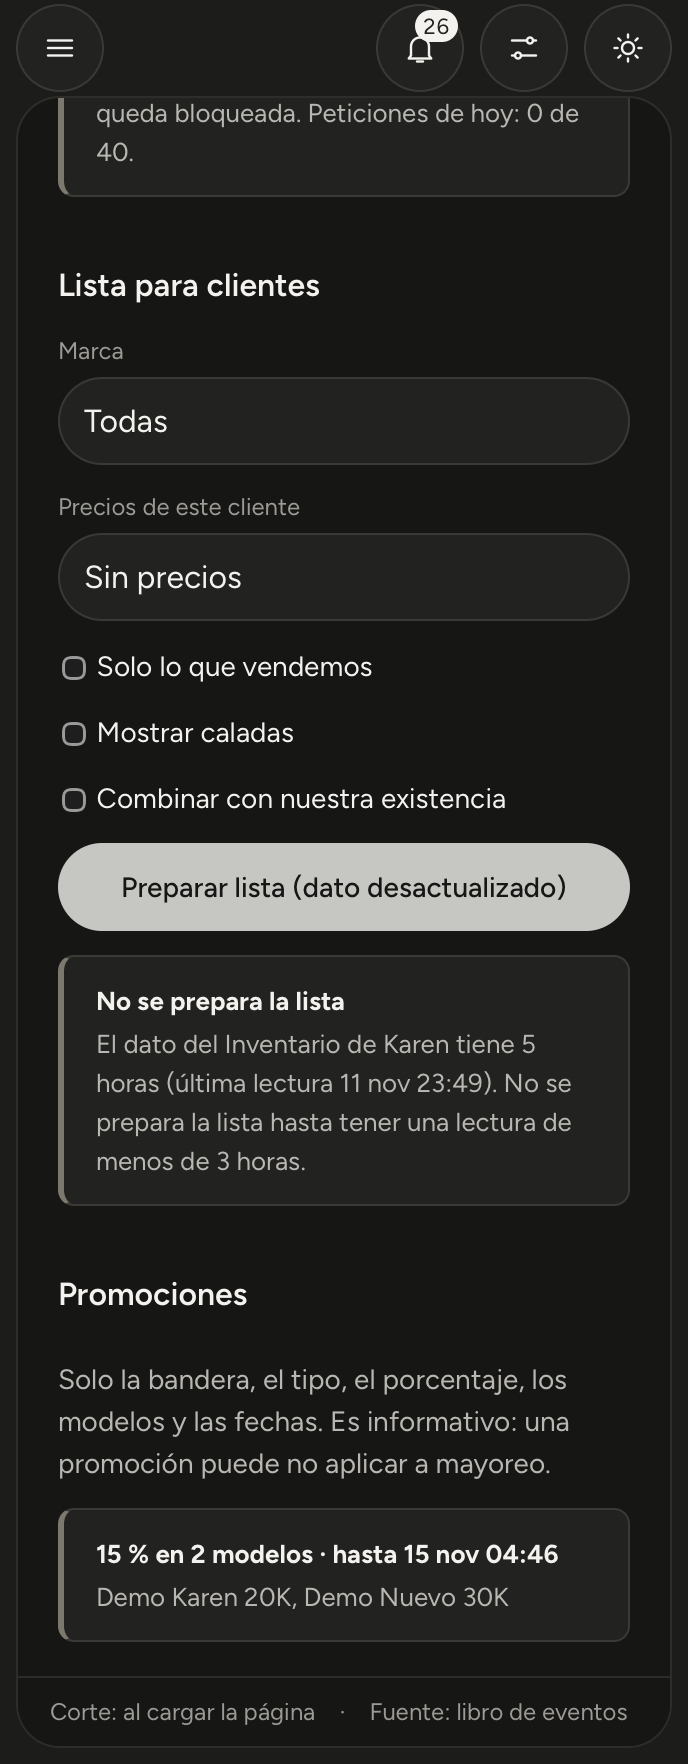 26
queda bloqueada. Peticiones de hoy: 0 de
40.
Lista para clientes
Marca
Todas
Precios de este cliente
Sin precios
Solo lo que vendemos
Mostrar caladas
Combinar con nuestra existencia
Preparar lista (dato desactualizado)
No se prepara la lista
El dato del Inventario de Karen tiene 5
horas (última lectura 11 nov 23:49). No se
prepara la lista hasta tener una lectura de
menos de 3 horas.
Promociones
Solo la bandera, el tipo, el porcentaje, los
modelos y las fechas. Es informativo: una
promoción puede no aplicar a mayoreo.
15 % en 2 modelos · hasta 15 nov 04:46
Demo Karen 20K, Demo Nuevo 30K
Corte: al cargar la página · Fuente: libro de eventos